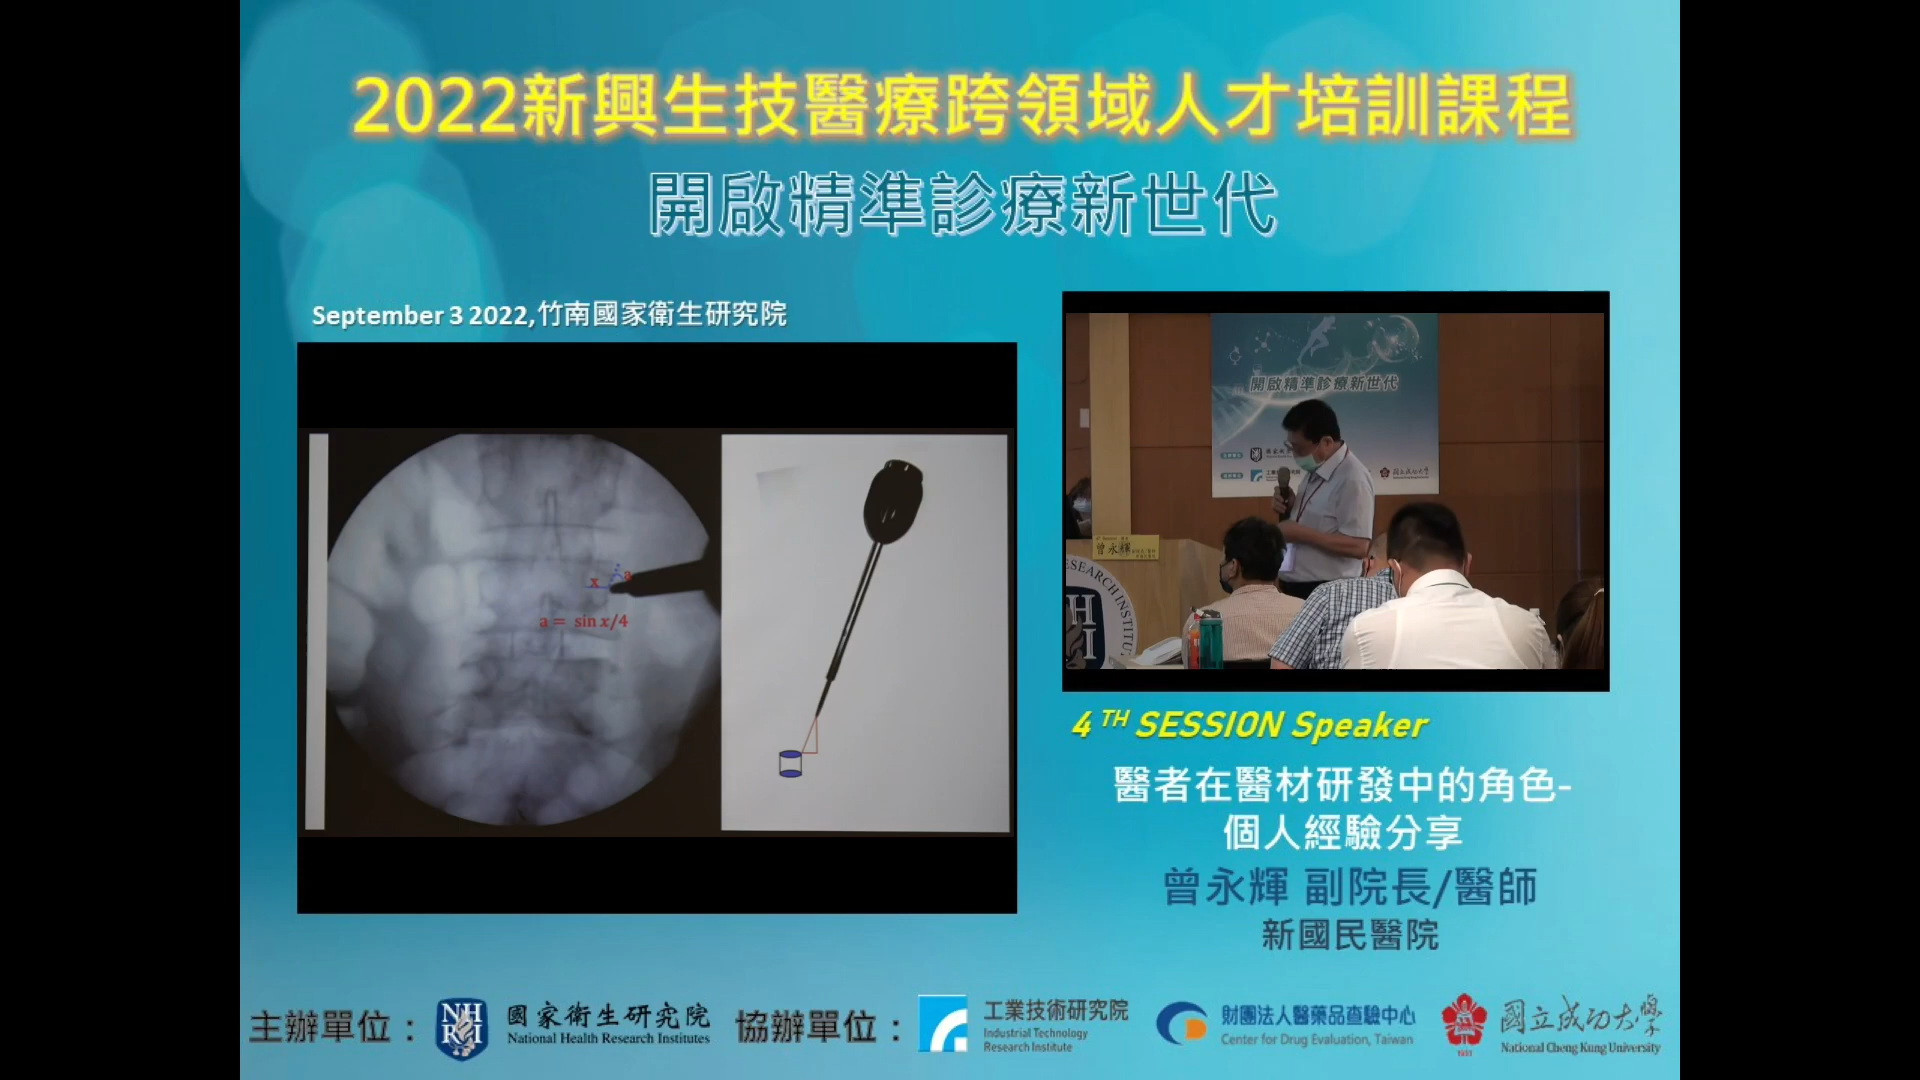 2022新興生技醫療跨領域人才培訓課程
開啟精準診療新世代
September 3 2022,竹南國家衛生研究院
x
a
a = sin x/4
開啟精準診療新世代
曾永輝
ESEARCH INSTITU
4 TH SESSION Speaker
醫者在醫材研發中的角色-
個人經驗分享
曾永輝 副院長/醫師
新國民醫院
主辦單位：
NHRI
國家衛生研究院
National Health Research Institutes
協辦單位：
工業技術研究院
Industrial Technology
Research Institute
財團法人醫藥品查驗中心
Center for Drug Evaluation, Taiwan
1931
國立成功大學
National Cheng Kung University